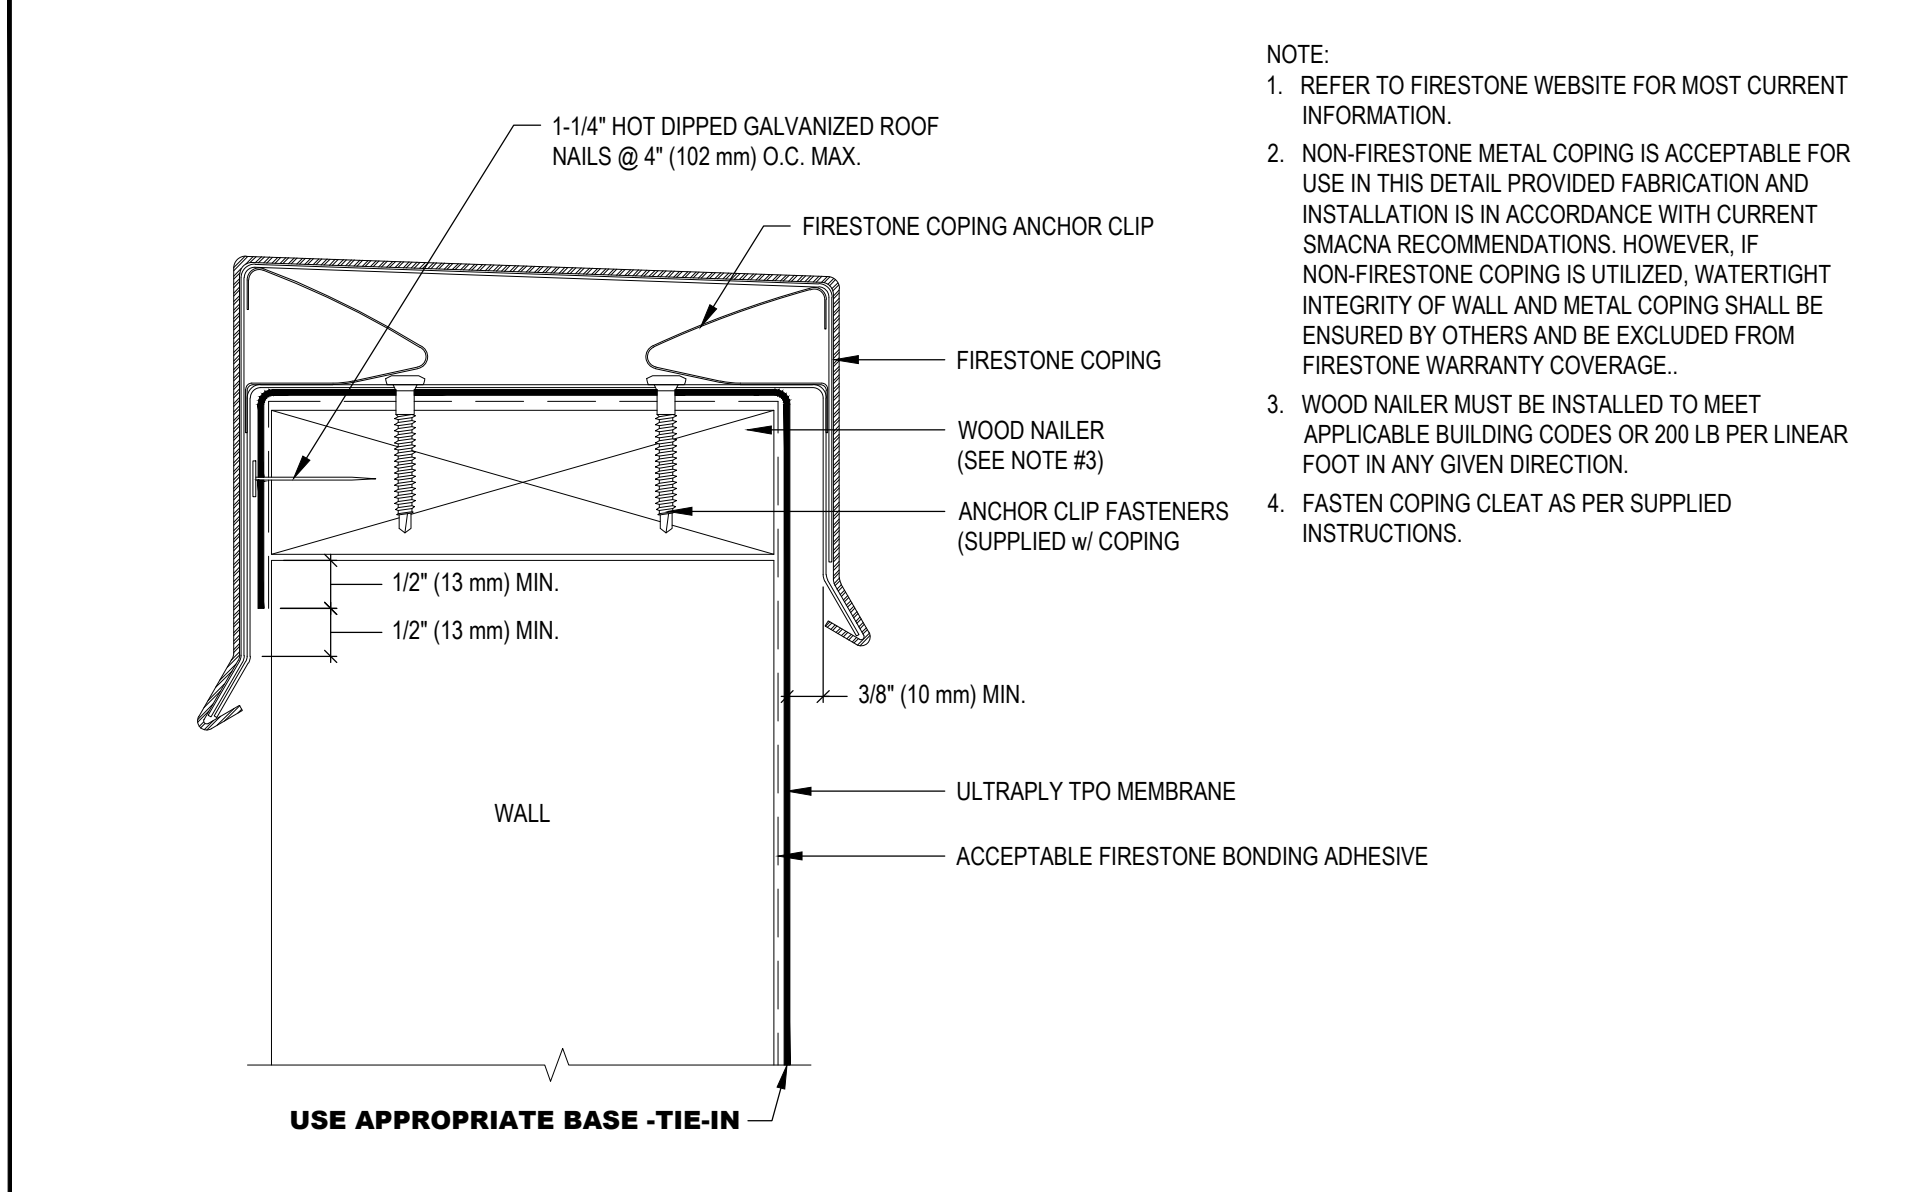 NOTE:
1. REFER TO FIRESTONE WEBSITE FOR MOST CURRENT
INFORMATION.
2. NON-FIRESTONE METAL COPING IS ACCEPTABLE FOR
USE IN THIS DETAIL PROVIDED FABRICATION AND
INSTALLATION IS IN ACCORDANCE WITH CURRENT
SMACNA RECOMMENDATIONS. HOWEVER, IF
NON-FIRESTONE COPING IS UTILIZED, WATERTIGHT
INTEGRITY OF WALL AND METAL COPING SHALL BE
ENSURED BY OTHERS AND BE EXCLUDED FROM
FIRESTONE WARRANTY COVERAGE..
3. WOOD NAILER MUST BE INSTALLED TO MEET
APPLICABLE BUILDING CODES OR 200 LB PER LINEAR
FOOT IN ANY GIVEN DIRECTION.
4. FASTEN COPING CLEAT AS PER SUPPLIED
INSTRUCTIONS.
1-1/4" HOT DIPPED GALVANIZED ROOF
NAILS @ 4" (102 mm) O.C. MAX.
FIRESTONE COPING ANCHOR CLIP
FIRESTONE COPING
WOOD NAILER
(SEE NOTE #3)
ANCHOR CLIP FASTENERS
(SUPPLIED w/ COPING
1/2" (13 mm) MIN.
1/2" (13 mm) MIN.
3/8" (10 mm) MIN.
ULTRAPLY TPO MEMBRANE
WALL
ACCEPTABLE FIRESTONE BONDING ADHESIVE
USE APPROPRIATE BASE -TIE-IN